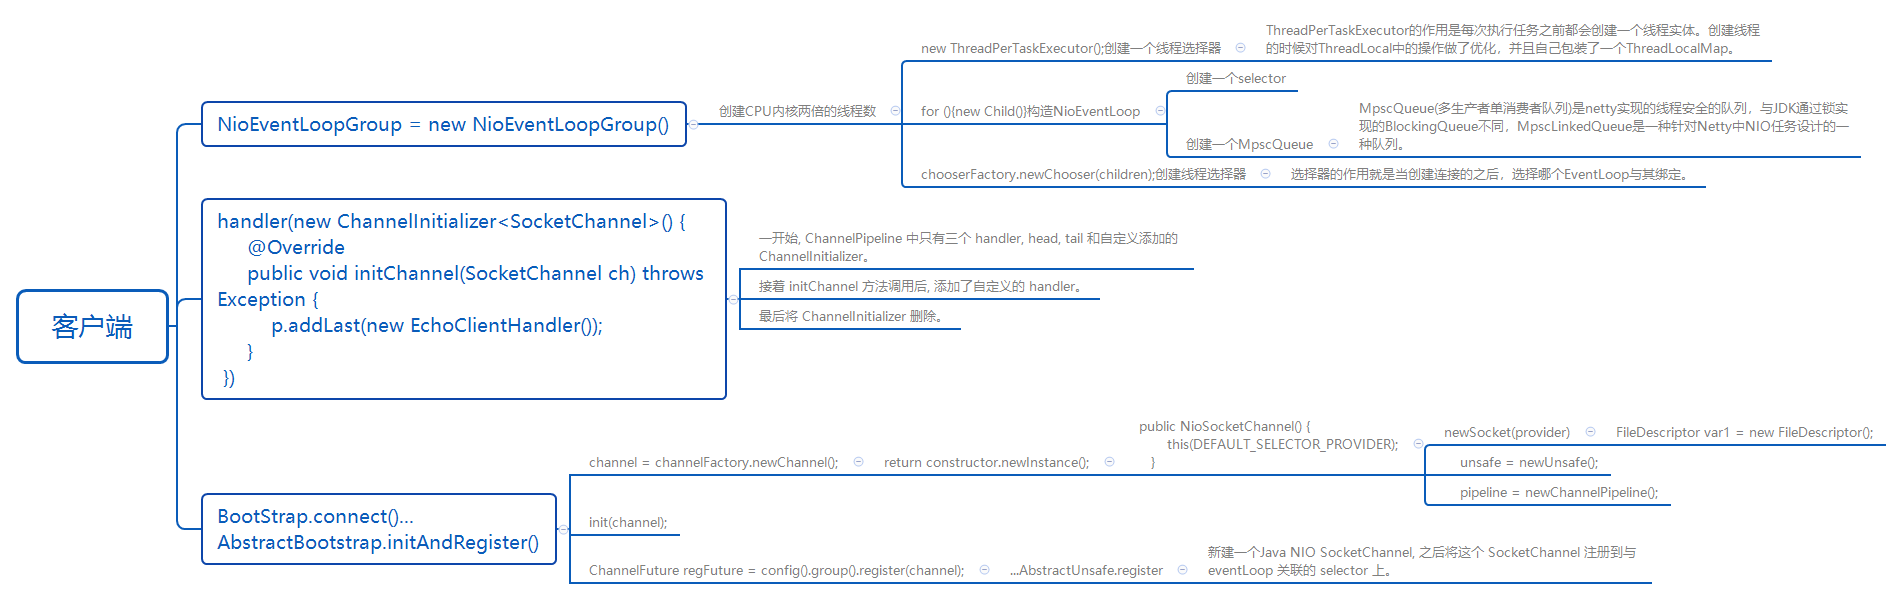 客户端
NioEventLoopGroup = new NioEventLoopGroup()
创建CPU内核两倍的线程数
new ThreadPerTaskExecutor();创建一个线程选择器
ThreadPerTaskExecutor的作用是每次执行任务之前都会创建一个线程实体。创建线程
的时候对ThreadLocal中的操作做了优化，并且自己包装了一个ThreadLocalMap。
for (){new Child()}构造NioEventLoop
创建一个selector
创建一个MpscQueue
MpscQueue(多生产者单消费者队列)是netty实现的线程安全的队列，与JDK通过锁实
现的BlockingQueue不同，MpscLinkedQueue是一种针对Netty中NIO任务设计的一
种队列。
chooserFactory.newChooser(children);创建线程选择器
选择器的作用就是当创建连接的之后，选择哪个EventLoop与其绑定。
handler(new ChannelInitializer<SocketChannel>() {
@Override
public void initChannel(SocketChannel ch) throws
Exception {
p.addLast(new EchoClientHandler());
}
})
一开始, ChannelPipeline 中只有三个 handler, head, tail 和自定义添加的
ChannelInitializer。
接着 initChannel 方法调用后, 添加了自定义的 handler。
最后将 ChannelInitializer 删除。
BootStrap.connect()...
AbstractBootstrap.initAndRegister()
channel = channelFactory.newChannel();
return constructor.newInstance();
public NioSocketChannel() {
this(DEFAULT_SELECTOR_PROVIDER);
}
newSocket(provider)
FileDescriptor var1 = new FileDescriptor();
unsafe = newUnsafe();
pipeline = newChannelPipeline();
init(channel);
ChannelFuture regFuture = config().group().register(channel);
...AbstractUnsafe.register
新建一个Java NIO SocketChannel, 之后将这个 SocketChannel 注册到与
eventLoop 关联的 selector 上。